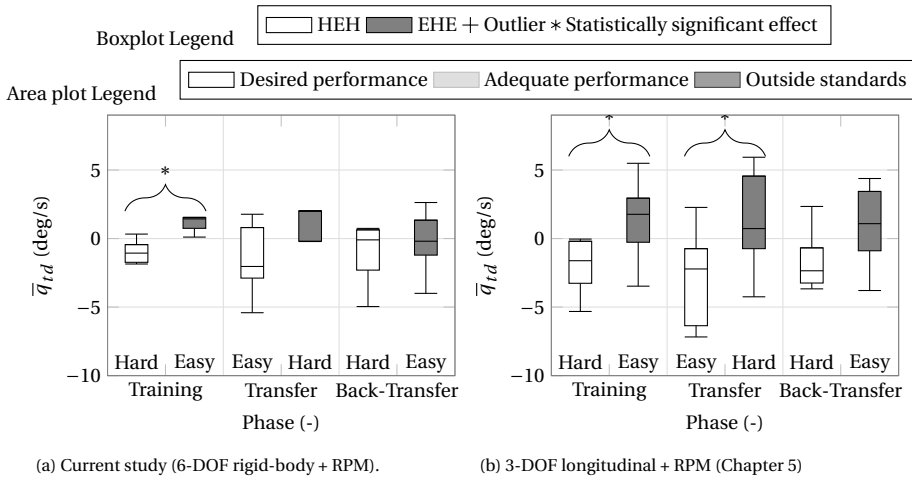 Boxplot Legend HEH EHE + Outlier * Statistically significant effect
Area plot Legend Desired performance Adequate performance Outside standards
* 
5
0
−5
−10
q̅td (deg/s)
Hard Easy Easy Hard Hard Easy
Training Transfer Back-Transfer
Phase (-)
(a) Current study (6-DOF rigid-body + RPM).
* *
5
0
−5
−10
q̅td (deg/s)
Hard Easy Easy Hard Hard Easy
Training Transfer Back-Transfer
Phase (-)
(b) 3-DOF longitudinal + RPM (Chapter 5)